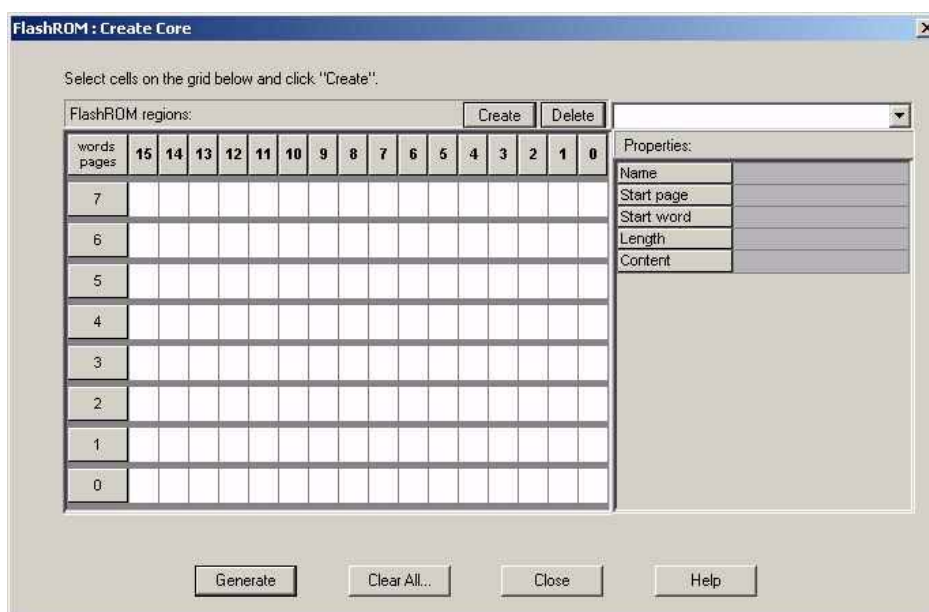 FlashROM : Create Core
Select cells on the grid below and click "Create".
FlashROM regions:
Create
Delete
words
pages
15 14 13 12 11 10 9 8 7 6 5 4 3 2 1 0
7
6
5
4
3
2
1
0
Properties:
Name
Start page
Start word
Length
Content
Generate
Clear All...
Close
Help